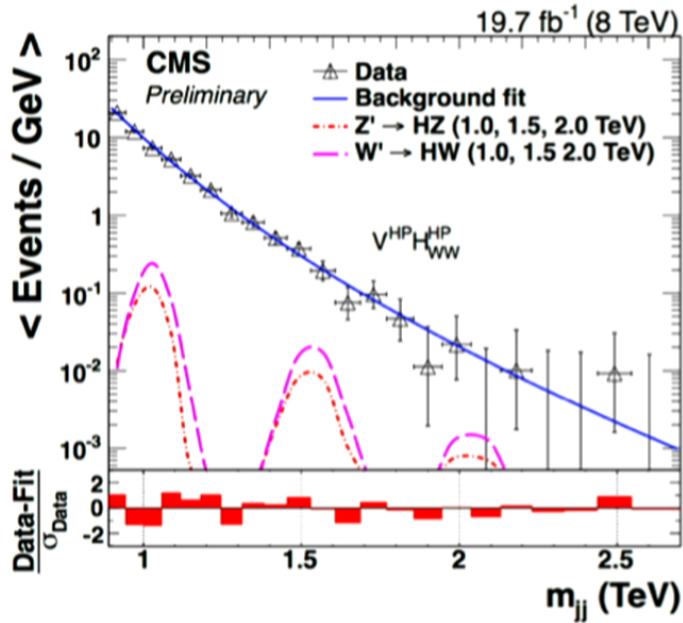 19.7 fb⁻¹ (8 TeV)
CMS
Preliminary
Data
Background fit
Z' → HZ (1.0, 1.5, 2.0 TeV)
W' → HW (1.0, 1.5 2.0 TeV)
V^HP H^HP_WW
< Events / GeV >
10²
10
1
10⁻¹
10⁻²
10⁻³
Data-Fit
σ_Data
2
0
-2
1
1.5
2
2.5
m_jj (TeV)